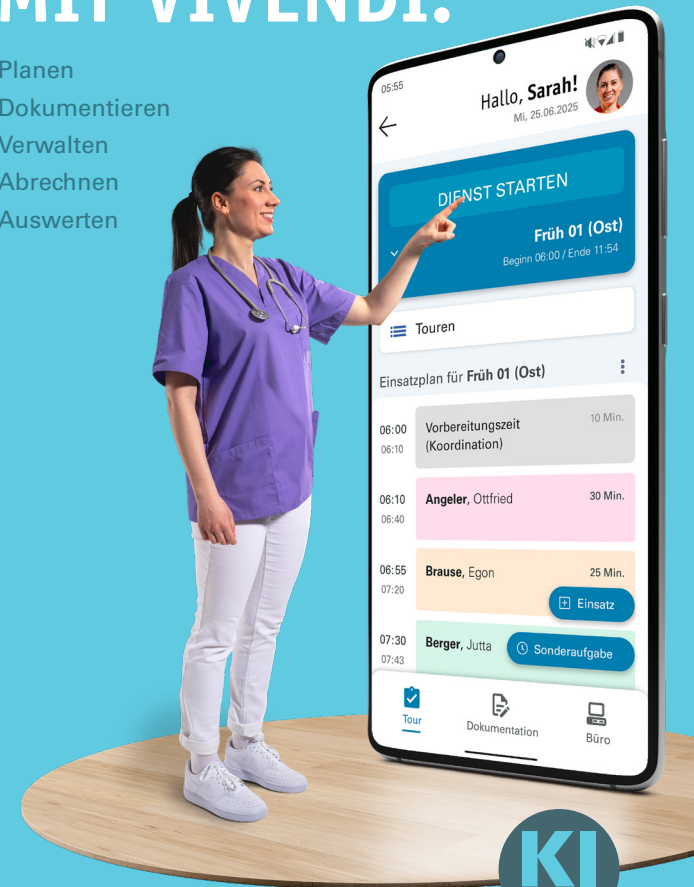 MIT VIVENDI.
Planen
Dokumentieren
Verwalten
Abrechnen
Auswerten
05:55
Hallo, Sarah!
Mi, 25.06.2025
DIENST STARTEN
Früh 01 (Ost)
Beginn 06:00 / Ende 11:54
Touren
Einsatzplan für Früh 01 (Ost)
06:00 Vorbereitungszeit 10 Min.
06:10 (Koordination)
06:10 Angeler, Ottfried 30 Min.
06:40
06:55 Brause, Egon 25 Min.
07:20
Einsatz
07:30 Berger, Jutta
07:43
Sonderaufgabe
Tour
Dokumentation
Büro
KI